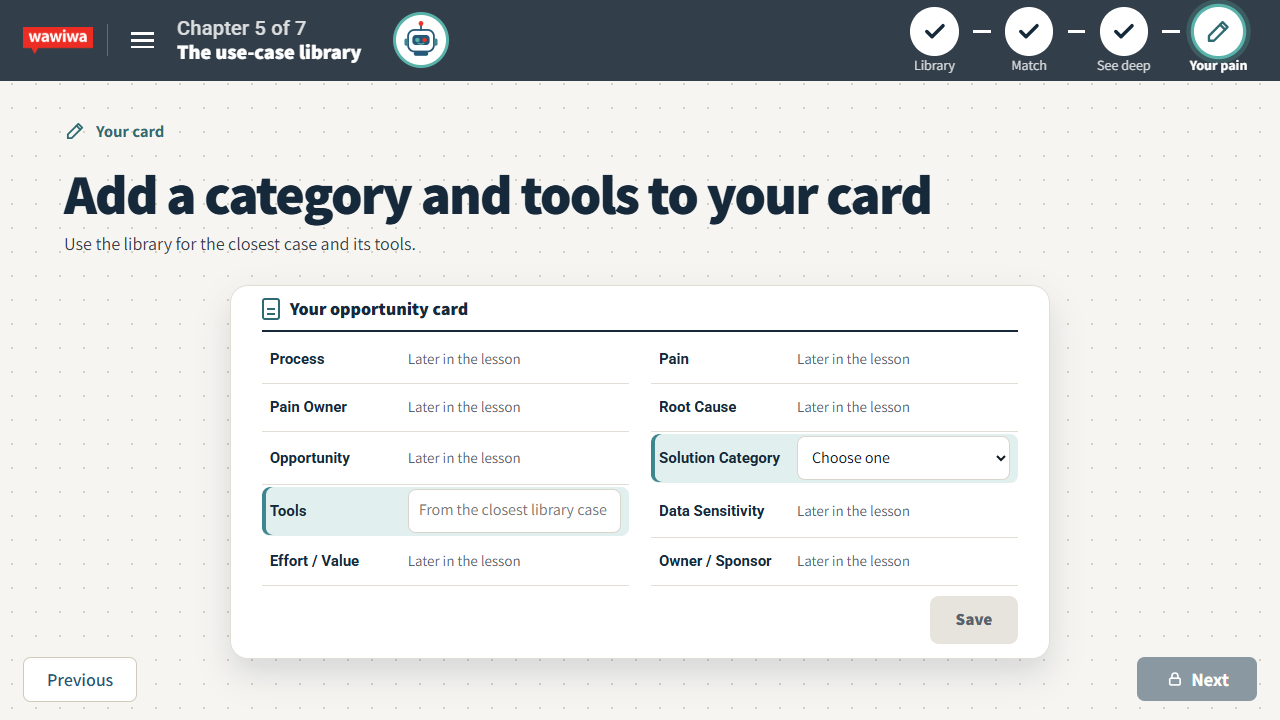 wawiwa
Chapter 5 of 7
The use-case library
Library
Match
See deep
Your pain
Your card
Add a category and tools to your card
Use the library for the closest case and its tools.
Your opportunity card
Process Later in the lesson
Pain Later in the lesson
Pain Owner Later in the lesson
Root Cause Later in the lesson
Opportunity Later in the lesson
Solution Category Choose one
Tools From the closest library case
Data Sensitivity Later in the lesson
Effort / Value Later in the lesson
Owner / Sponsor Later in the lesson
Save
Previous
Next